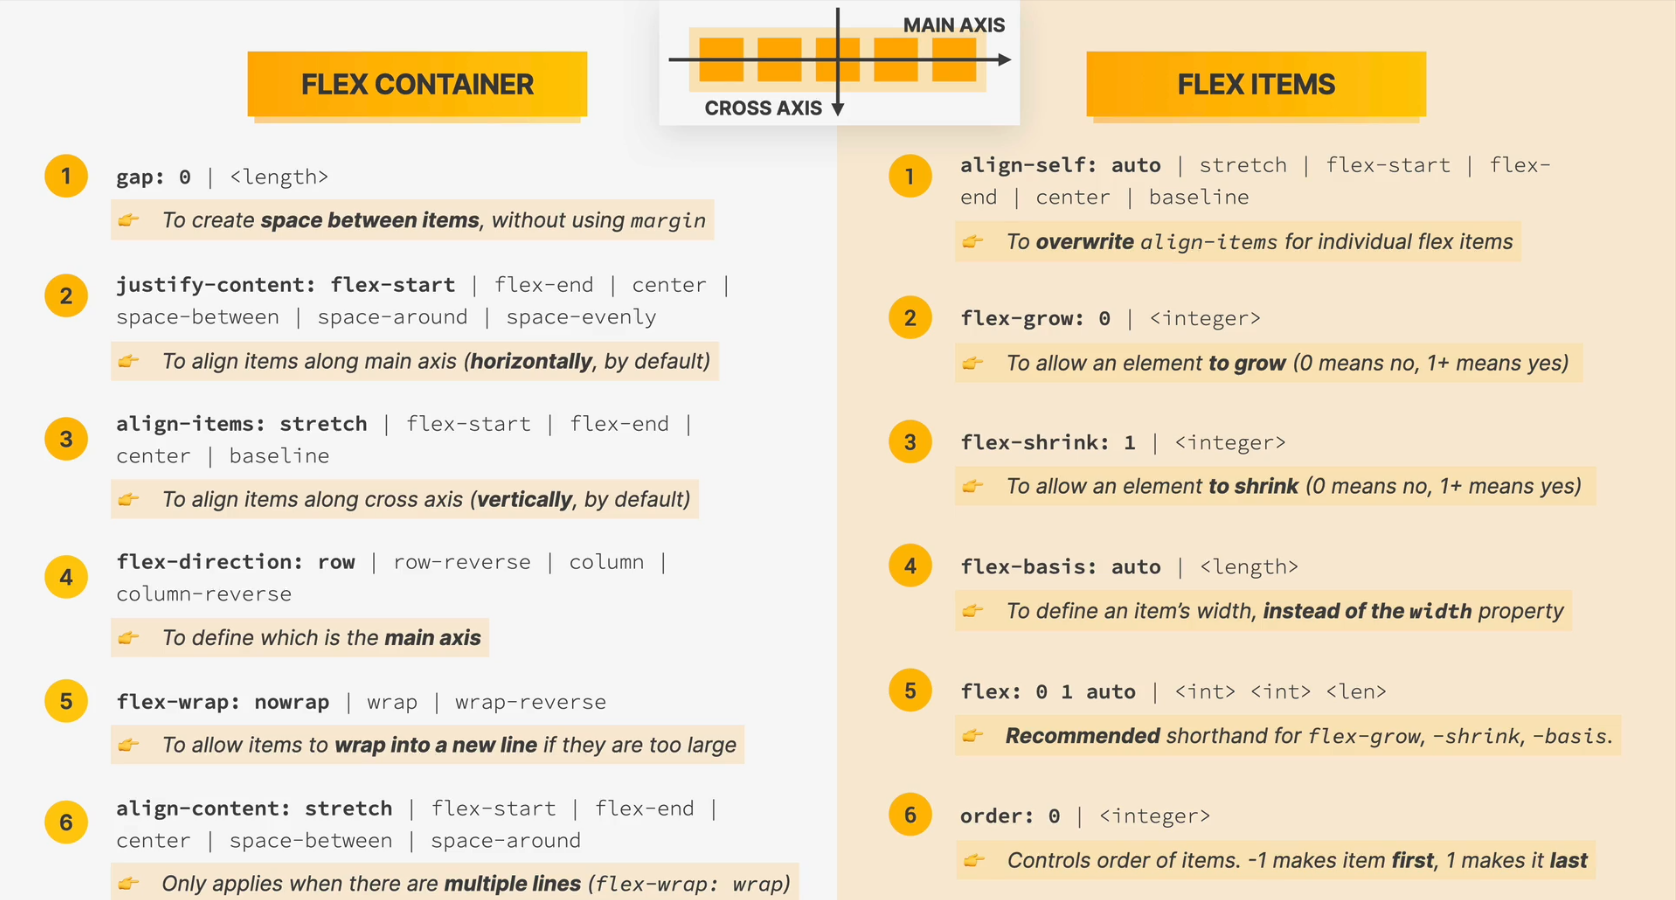 MAIN AXIS
CROSS AXIS
FLEX CONTAINER
1
gap: 0 | <length>
👉 To create space between items, without using margin
2
justify-content: flex-start | flex-end | center |
space-between | space-around | space-evenly
👉 To align items along main axis (horizontally, by default)
3
align-items: stretch | flex-start | flex-end |
center | baseline
👉 To align items along cross axis (vertically, by default)
4
flex-direction: row | row-reverse | column |
column-reverse
👉 To define which is the main axis
5
flex-wrap: nowrap | wrap | wrap-reverse
👉 To allow items to wrap into a new line if they are too large
6
align-content: stretch | flex-start | flex-end |
center | space-between | space-around
👉 Only applies when there are multiple lines (flex-wrap: wrap)
FLEX ITEMS
1
align-self: auto | stretch | flex-start | flex-
end | center | baseline
👉 To overwrite align-items for individual flex items
2
flex-grow: 0 | <integer>
👉 To allow an element to grow (0 means no, 1+ means yes)
3
flex-shrink: 1 | <integer>
👉 To allow an element to shrink (0 means no, 1+ means yes)
4
flex-basis: auto | <length>
👉 To define an item’s width, instead of the width property
5
flex: 0 1 auto | <int> <int> <len>
👉 Recommended shorthand for flex-grow, -shrink, -basis.
6
order: 0 | <integer>
👉 Controls order of items. -1 makes item first, 1 makes it last